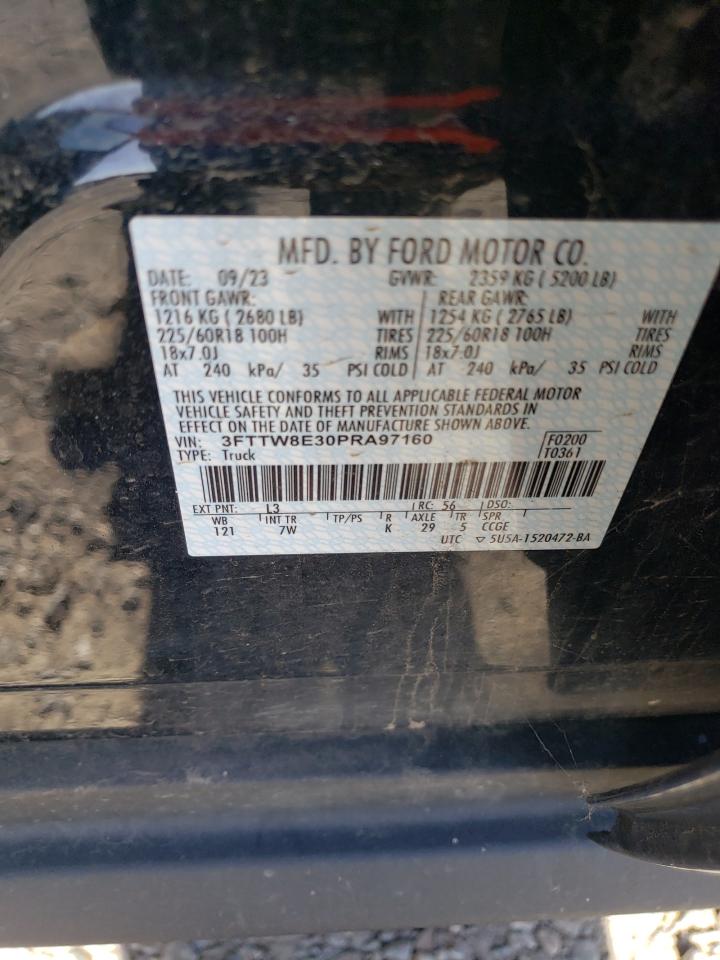 MFD. BY FORD MOTOR CO.
DATE: 09/23 GVWR: 2359 KG ( 5200 LB)
FRONT GAWR: REAR GAWR:
1216 KG ( 2680 LB) WITH 1254 KG ( 2765 LB) WITH
225/60R18 100H TIRES 225/60R18 100H TIRES
18x7.0J RIMS 18x7.0J RIMS
AT 240 kPa/ 35 PSI COLD AT 240 kPa/ 35 PSI COLD
THIS VEHICLE CONFORMS TO ALL APPLICABLE FEDERAL MOTOR
VEHICLE SAFETY AND THEFT PREVENTION STANDARDS IN
EFFECT ON THE DATE OF MANUFACTURE SHOWN ABOVE.
VIN: 3FTTW8E30PRA97160 F0200
TYPE: Truck T0361
EXT PNT: L3 RC: 56 DSO:
WB INT TR TP/PS R AXLE TR SPR
121 7W K 29 5 CCGE
UTC ▽ 5U5A-1520472-BA